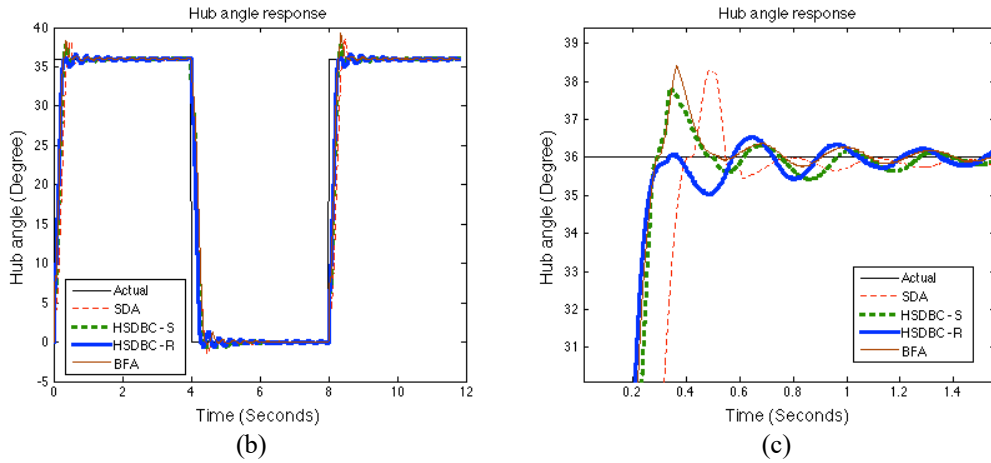 Hub angle response
40
35
30
25
20
15
10
5
0
-5
Hub angle (Degree)
Actual
SDA
HSDBC-S
HSDBC-R
BFA
0 2 4 6 8 10 12
Time (Seconds)
(b)
Hub angle response
39
38
37
36
35
34
33
32
31
Hub angle (Degree)
Actual
SDA
HSDBC-S
HSDBC-R
BFA
0.2 0.4 0.6 0.8 1 1.2 1.4
Time (Seconds)
(c)